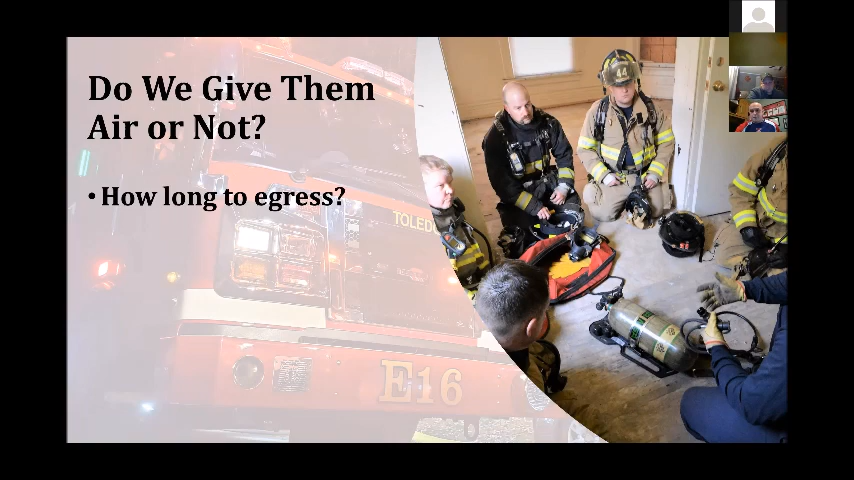 Do We Give Them
Air or Not?
• How long to egress?
TOLEDO
E16
44